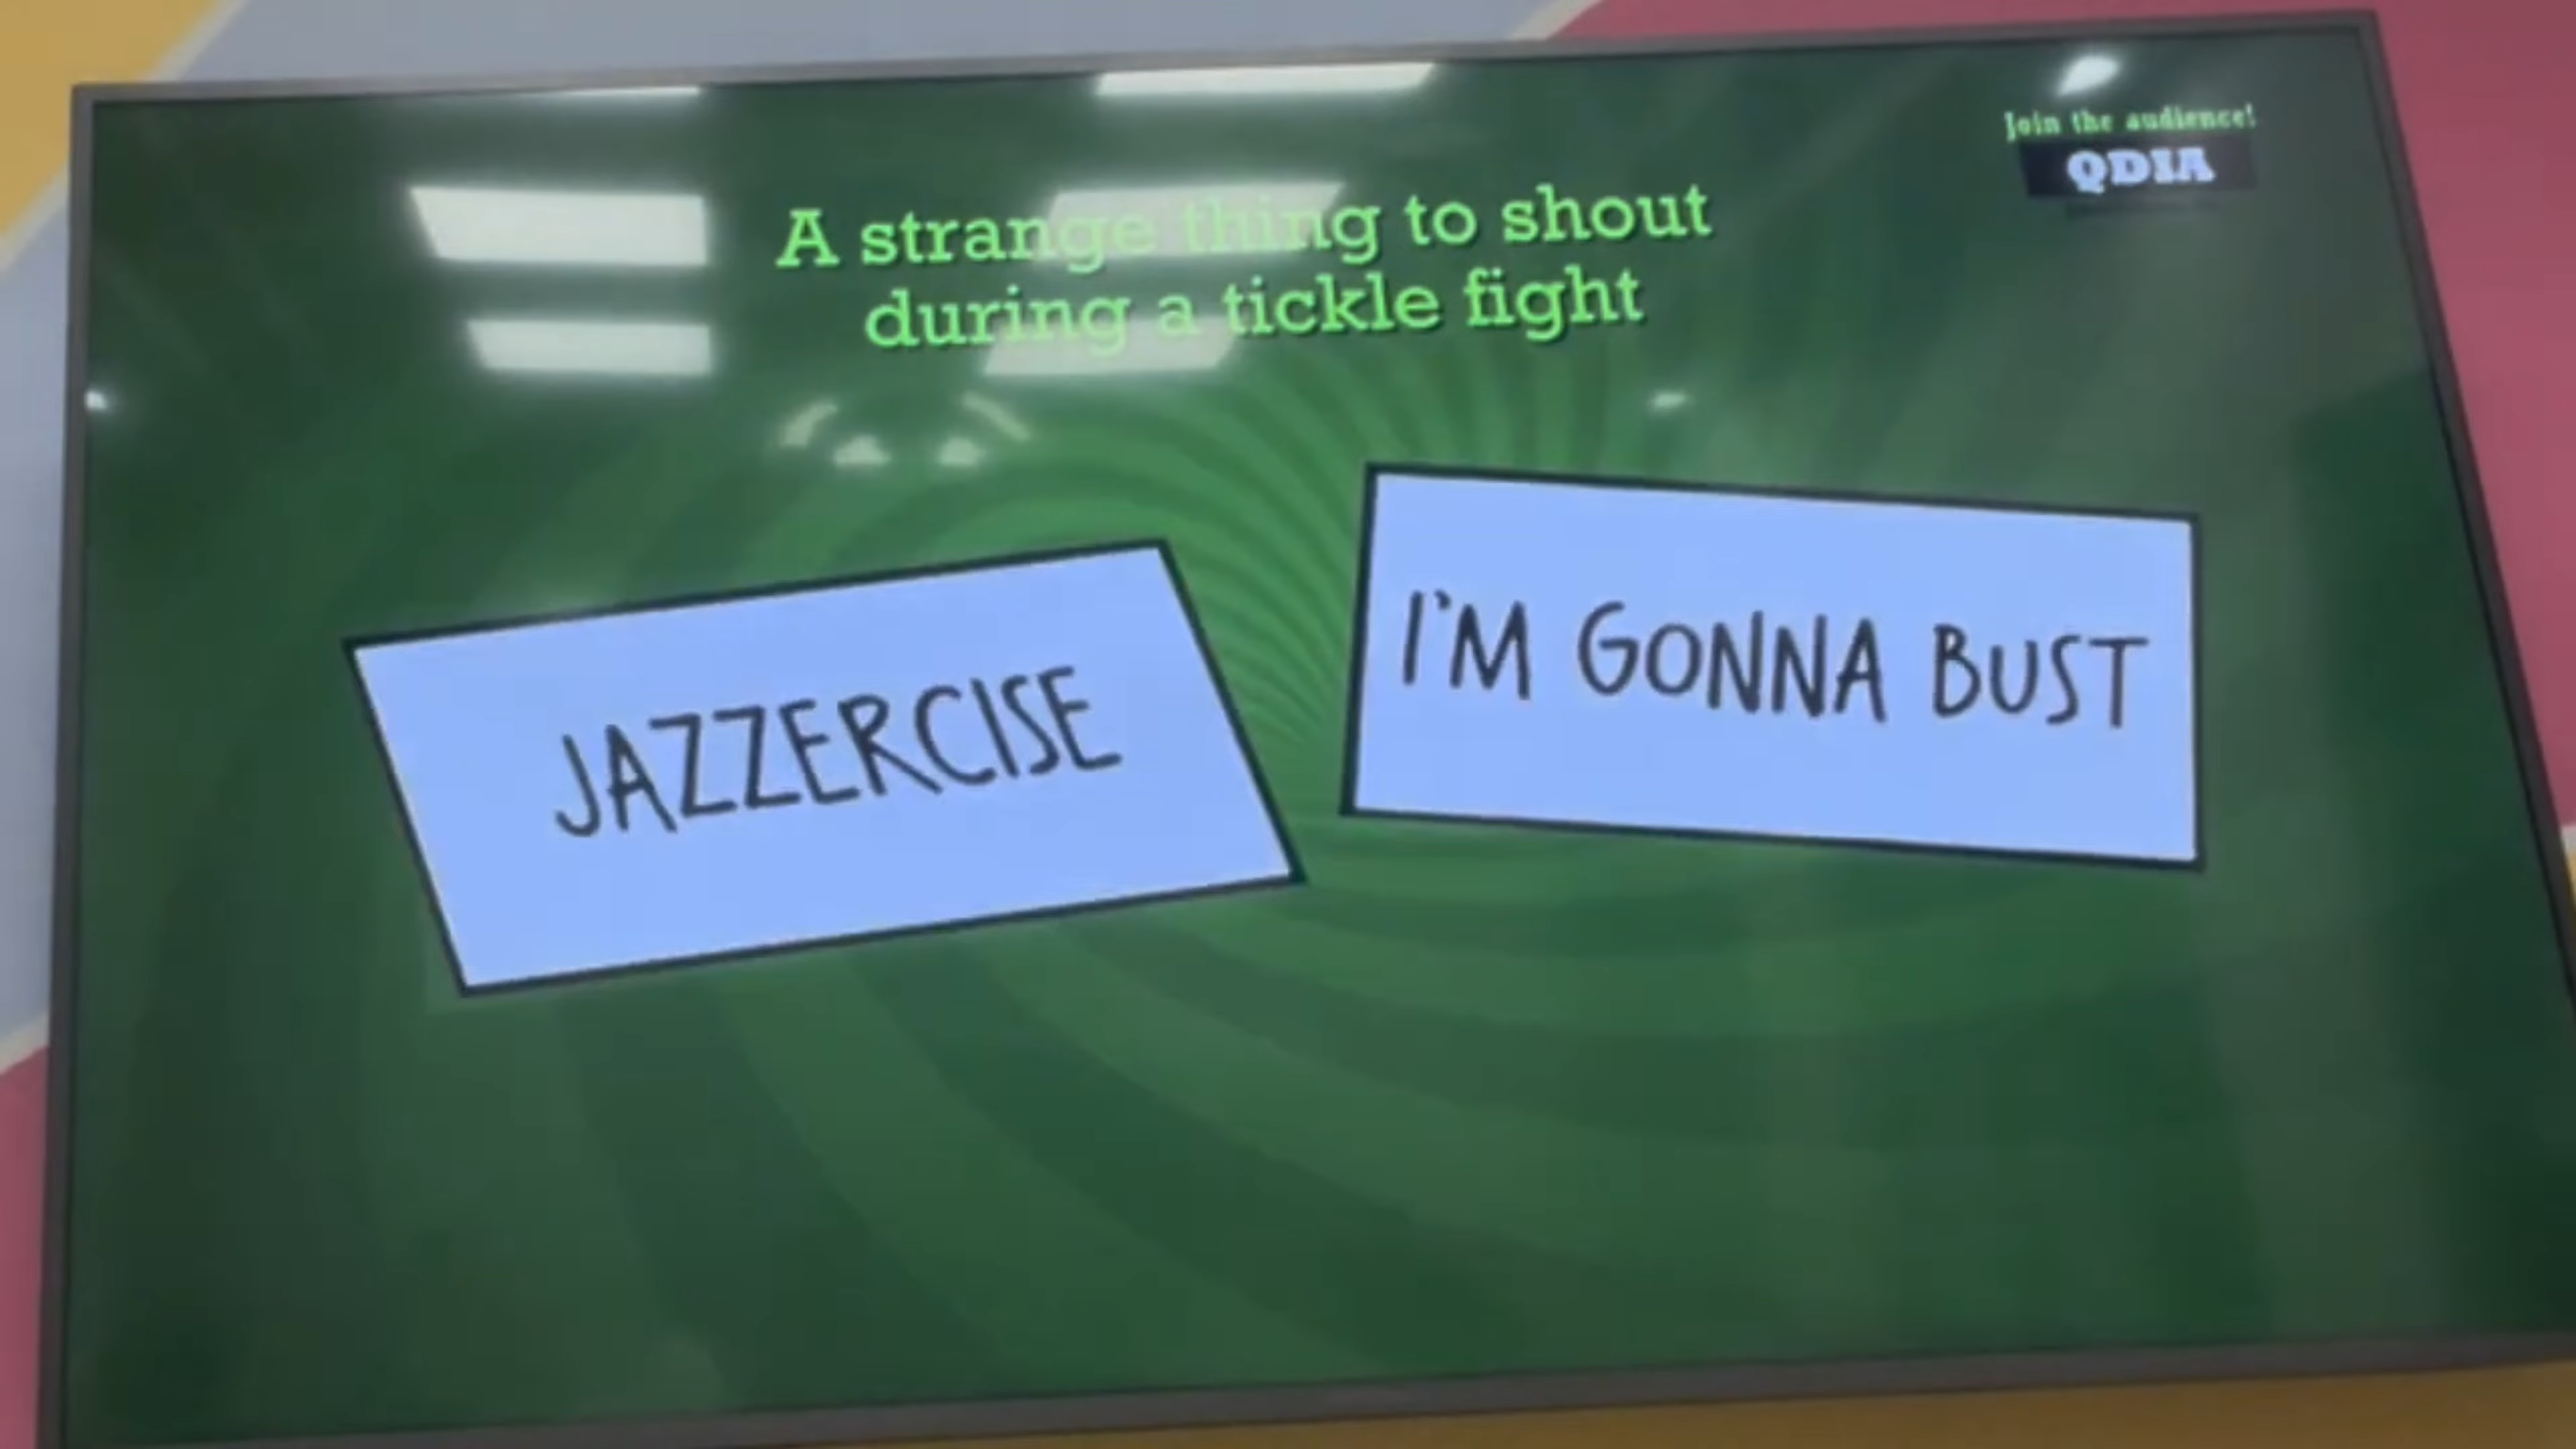 Join the audience!
QDIA
A strange thing to shout
during a tickle fight
JAZZERCISE
I'M GONNA BUST